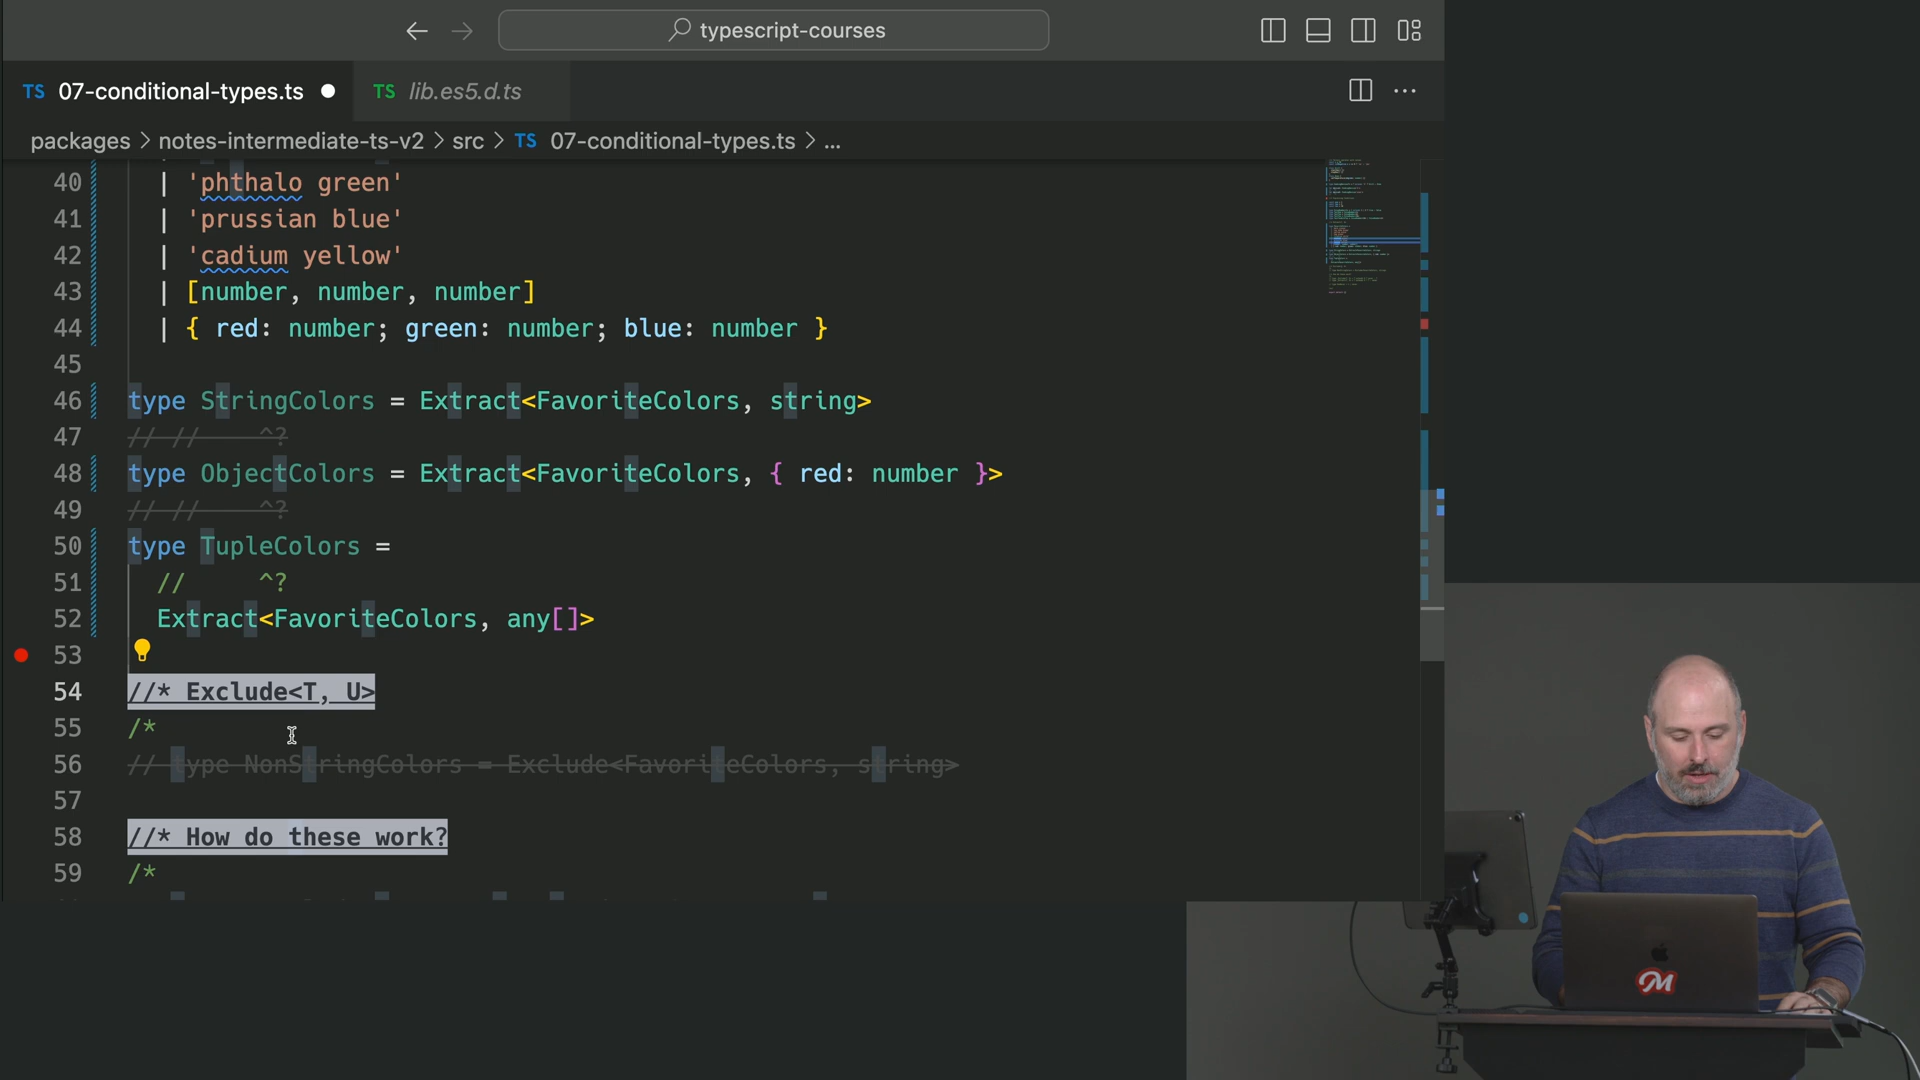 typescript-courses
TS 07-conditional-types.ts
TS lib.es5.d.ts
packages > notes-intermediate-ts-v2 > src > TS 07-conditional-types.ts > ...
40 | 'phthalo green'
41 | 'prussian blue'
42 | 'cadium yellow'
43 | [number, number, number]
44 | { red: number; green: number; blue: number }
45
46 type StringColors = Extract<FavoriteColors, string>
47 // // ^?
48 type ObjectColors = Extract<FavoriteColors, { red: number }>
49 // // ^?
50 type TupleColors =
51 // ^?
52 Extract<FavoriteColors, any[]>
53
54 //* Exclude<T, U>
55 /*
56 // type NonStringColors = Exclude<FavoriteColors, string>
57
58 //* How do these work?
59 /*
M